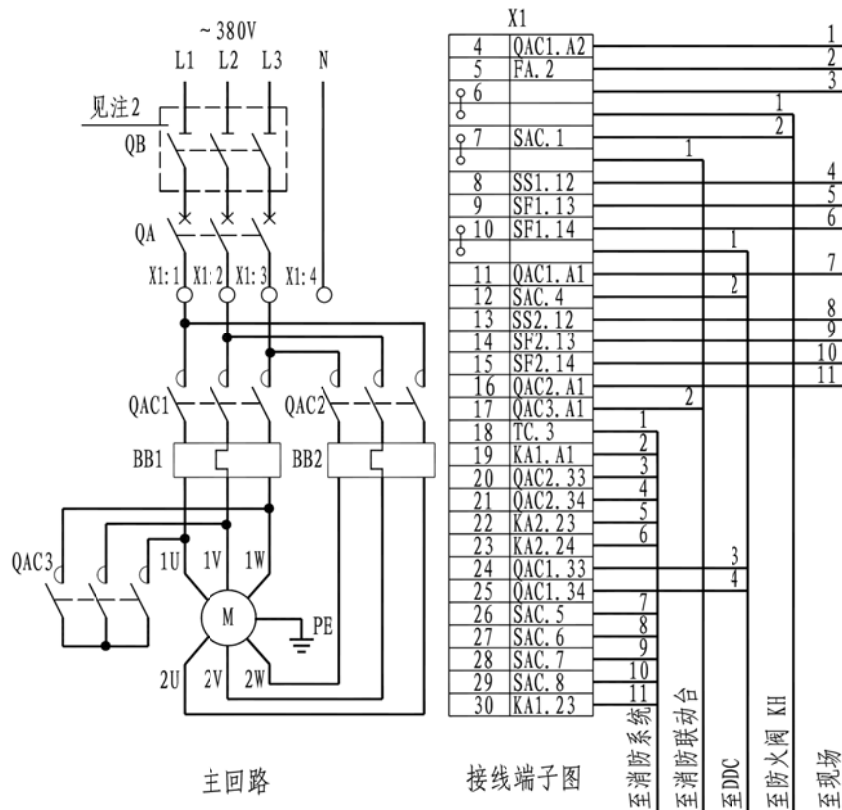 ~380V
L1 L2 L3 N
见注2
QB
QA
X1:1 X1:2 X1:3 X1:4
QAC1 QAC2
BB1 BB2
QAC3
1U 1V 1W
M
PE
2U 2V 2W
主回路
X1
4 QAC1.A2 1
5 FA.2 2
6 3
1
2
7 SAC.1
1
8 SS1.12 4
9 SF1.13 5
10 SF1.14 6
1
11 QAC1.A1 7
12 SAC.4 2
13 SS2.12 8
14 SF2.13 9
15 SF2.14 10
16 QAC2.A1 11
17 QAC3.A1 2
18 TC.3 1
19 KA1.A1 2
20 QAC2.33 3
21 QAC2.34 4
22 KA2.23 5
23 KA2.24 6
24 QAC1.33 3
25 QAC1.34 4
26 SAC.5 7
27 SAC.6 8
28 SAC.7 9
29 SAC.8 10
30 KA1.23 11
接线端子图
至消防系统
至消防联动台
至DDC
至防火阀 KH
至现场